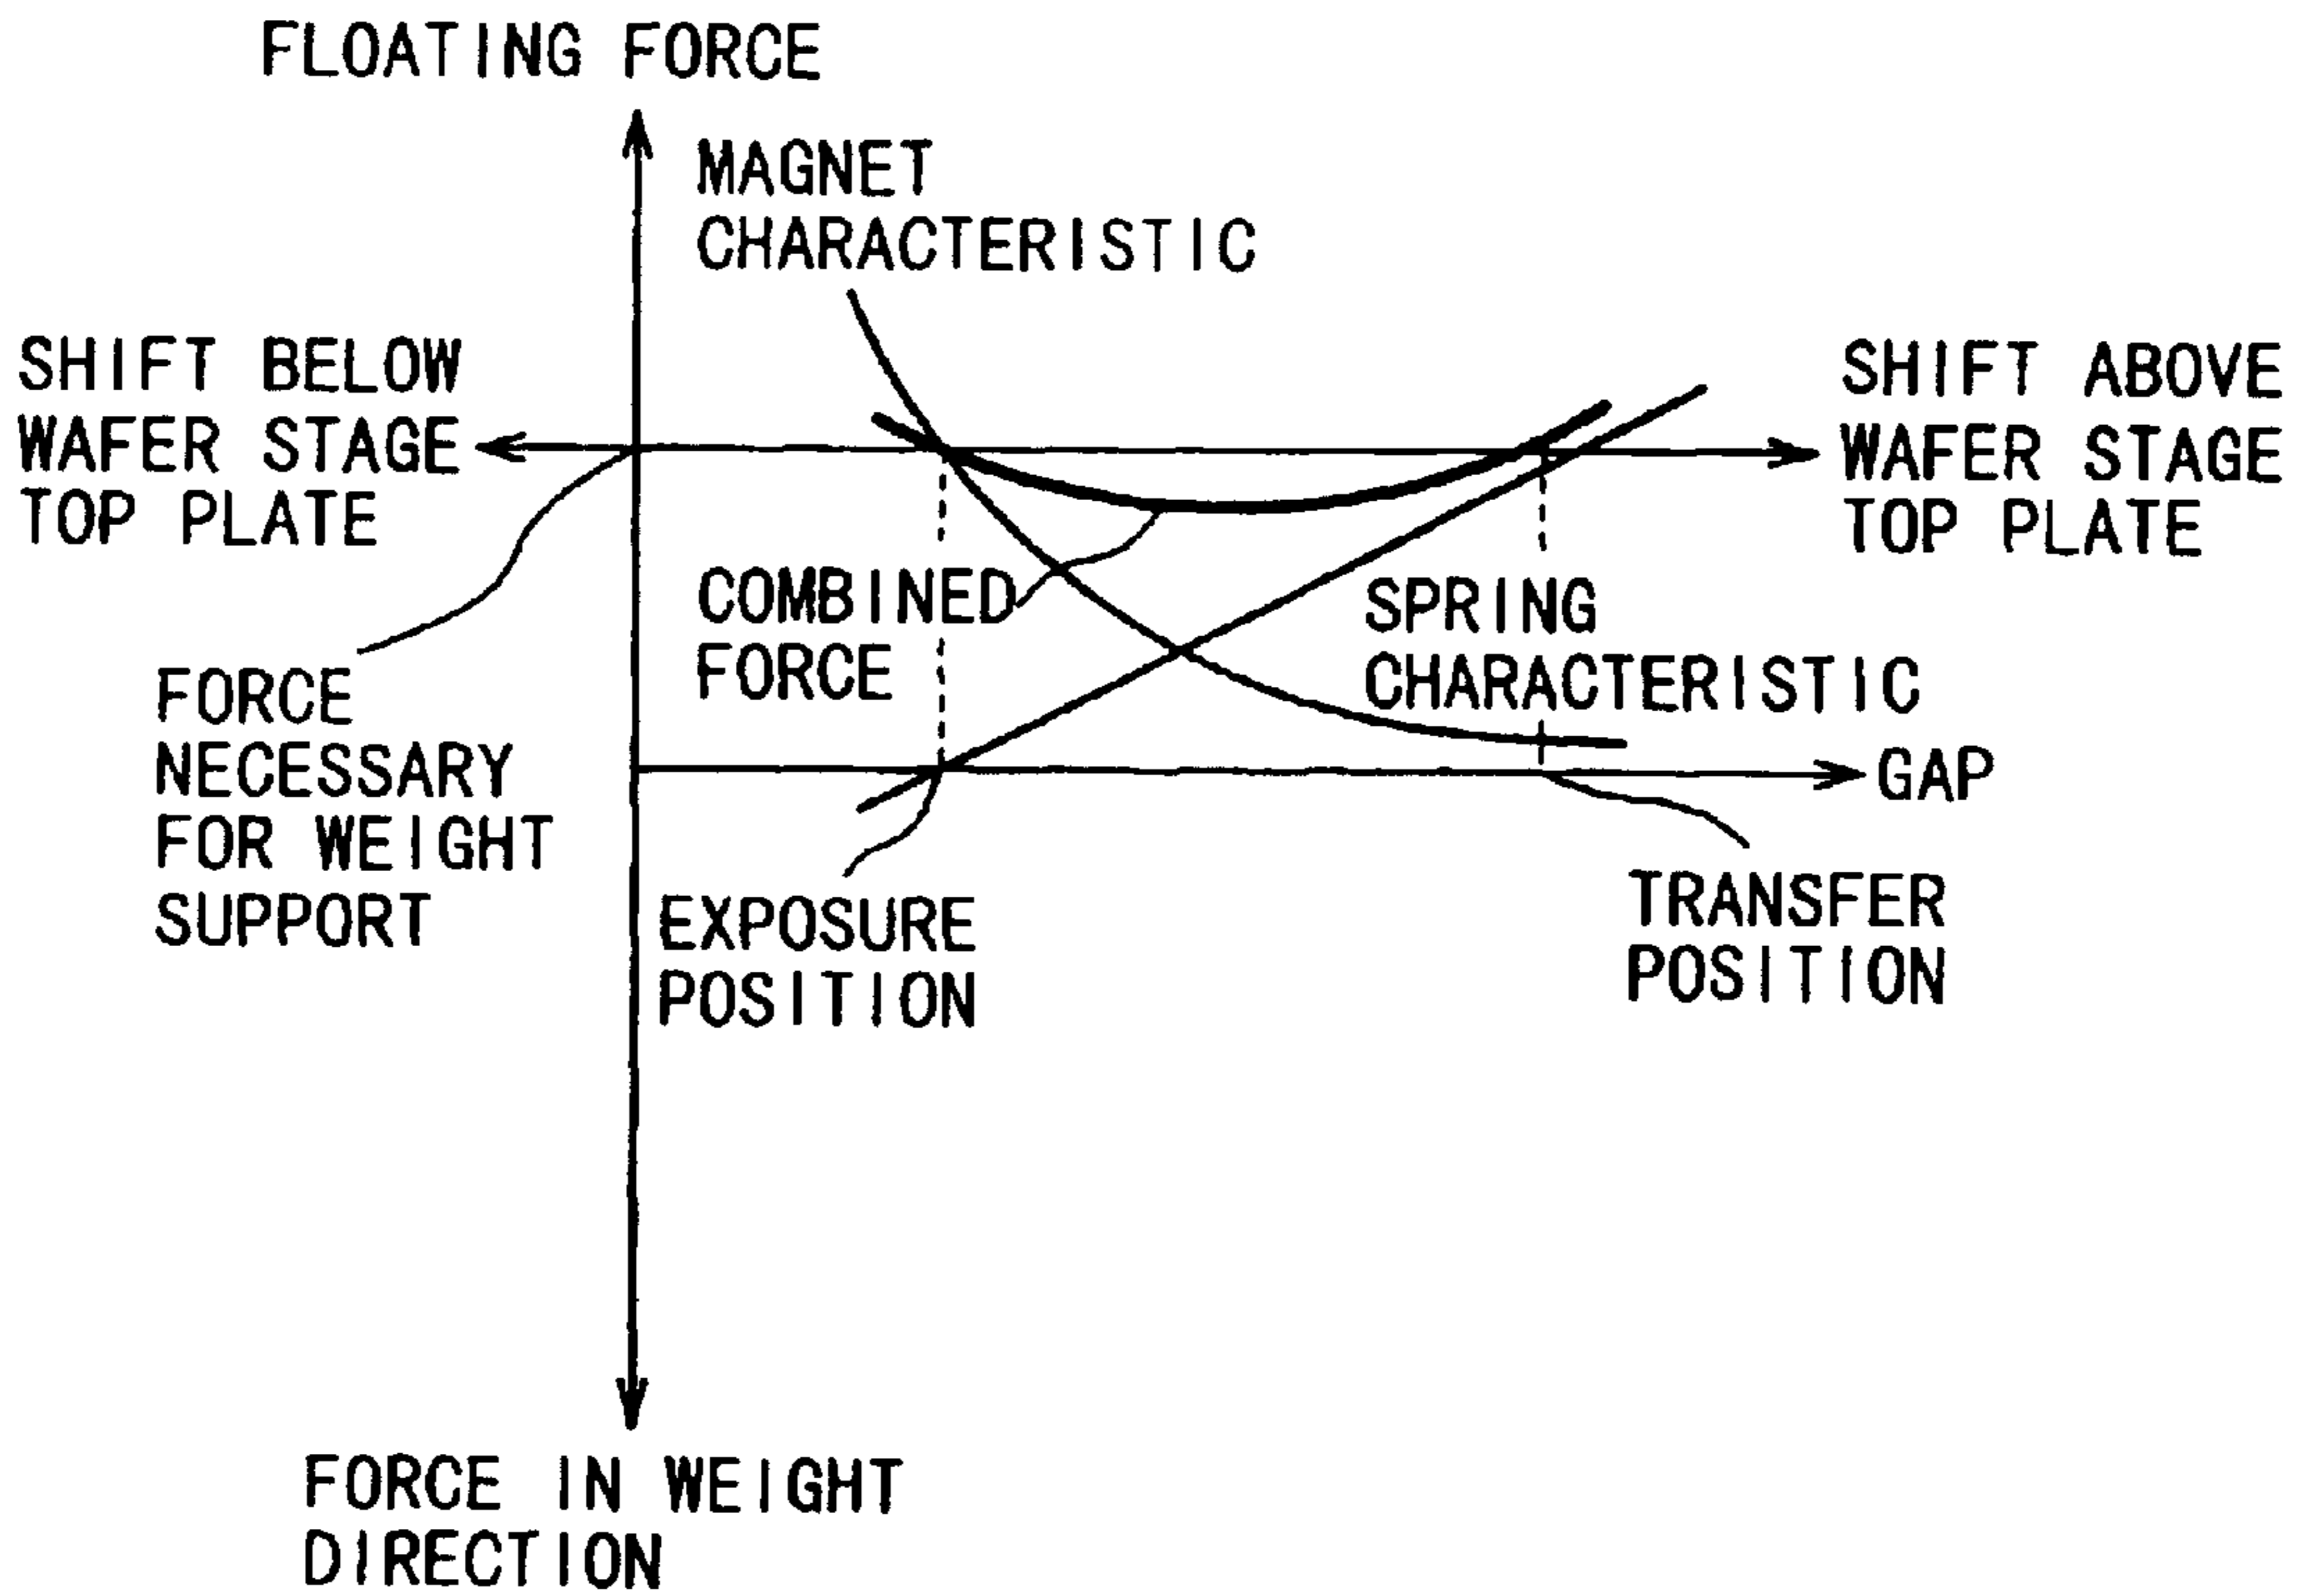 FLOATING FORCE
MAGNET
CHARACTERISTIC
SHIFT BELOW
WAFER STAGE
TOP PLATE
SHIFT ABOVE
WAFER STAGE
TOP PLATE
COMBINED
FORCE
SPRING
CHARACTERISTIC
FORCE
NECESSARY
FOR WEIGHT
SUPPORT
GAP
EXPOSURE
POSITION
TRANSFER
POSITION
FORCE IN WEIGHT
DIRECTION